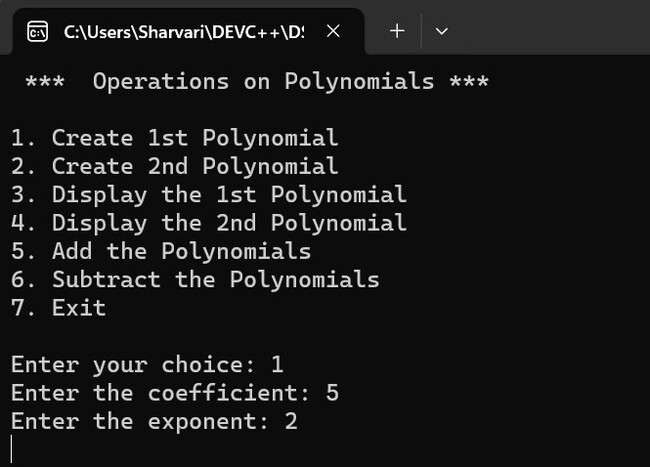 C:\Users\Sharvari\DEVC++\DS
*** Operations on Polynomials ***
1. Create 1st Polynomial
2. Create 2nd Polynomial
3. Display the 1st Polynomial
4. Display the 2nd Polynomial
5. Add the Polynomials
6. Subtract the Polynomials
7. Exit
Enter your choice: 1
Enter the coefficient: 5
Enter the exponent: 2